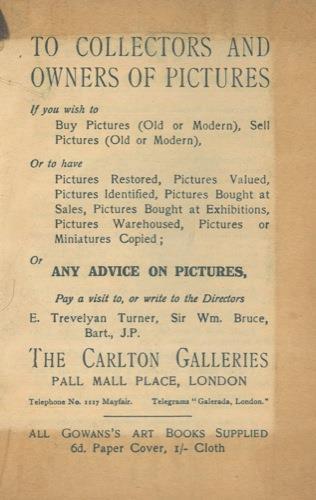 TO COLLECTORS AND
OWNERS OF PICTURES
If you wish to
Buy Pictures (Old or Modern), Sell
Pictures (Old or Modern),
Or to have
Pictures Restored, Pictures Valued,
Pictures Identified, Pictures Bought at
Sales, Pictures Bought at Exhibitions,
Pictures Warehoused, Pictures or
Miniatures Copied;
Or
ANY ADVICE ON PICTURES,
Pay a visit to, or write to the Directors
E. Trevelyan Turner, Sir Wm. Bruce,
Bart., J.P.
THE CARLTON GALLERIES
PALL MALL PLACE, LONDON
Telephone No. 1117 Mayfair. Telegrams "Galerada, London."
ALL GOWANS'S ART BOOKS SUPPLIED
6d. Paper Cover, 1/- Cloth